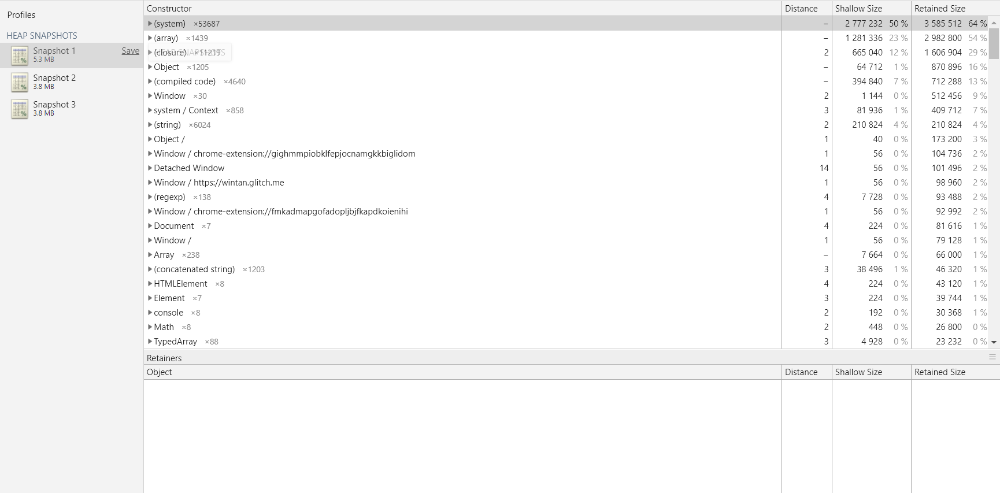 Profiles
HEAP SNAPSHOTS
Snapshot 1 Save
5.3 MB
Snapshot 2
3.8 MB
Snapshot 3
3.8 MB
Constructor Distance Shallow Size Retained Size
(system) ×53687 – 2 777 232 50 % 3 585 512 64 %
(array) ×1439 – 1 281 336 23 % 2 982 800 54 %
(closure) ×11239 2 665 040 12 % 1 606 904 29 %
HEAP SNAPSHOTS
Object ×1205 – 64 712 1 % 870 896 16 %
(compiled code) ×4640 – 394 840 7 % 712 288 13 %
Window ×30 2 1 144 0 % 512 456 9 %
system / Context ×858 3 81 936 1 % 409 712 7 %
(string) ×6024 2 210 824 4 % 210 824 4 %
Object / 1 40 0 % 173 200 3 %
Window / chrome-extension://gighmmpiobklfepjocnamgkkbiglidom 1 56 0 % 104 736 2 %
Detached Window 14 56 0 % 101 496 2 %
Window / https://wintan.glitch.me 1 56 0 % 98 960 2 %
(regexp) ×138 4 7 728 0 % 93 488 2 %
Window / chrome-extension://fmkadmapgofadopljbjfkapdkoienihi 1 56 0 % 92 992 2 %
Document ×7 4 224 0 % 81 616 1 %
Window / 1 56 0 % 79 128 1 %
Array ×238 – 7 664 0 % 66 000 1 %
(concatenated string) ×1203 3 38 496 1 % 46 320 1 %
HTMLElement ×8 4 224 0 % 43 120 1 %
Element ×7 3 224 0 % 39 744 1 %
console ×8 2 192 0 % 30 368 1 %
Math ×8 2 448 0 % 26 800 0 %
TypedArray ×88 3 4 928 0 % 23 232 0 %
Retainers
Object Distance Shallow Size Retained Size